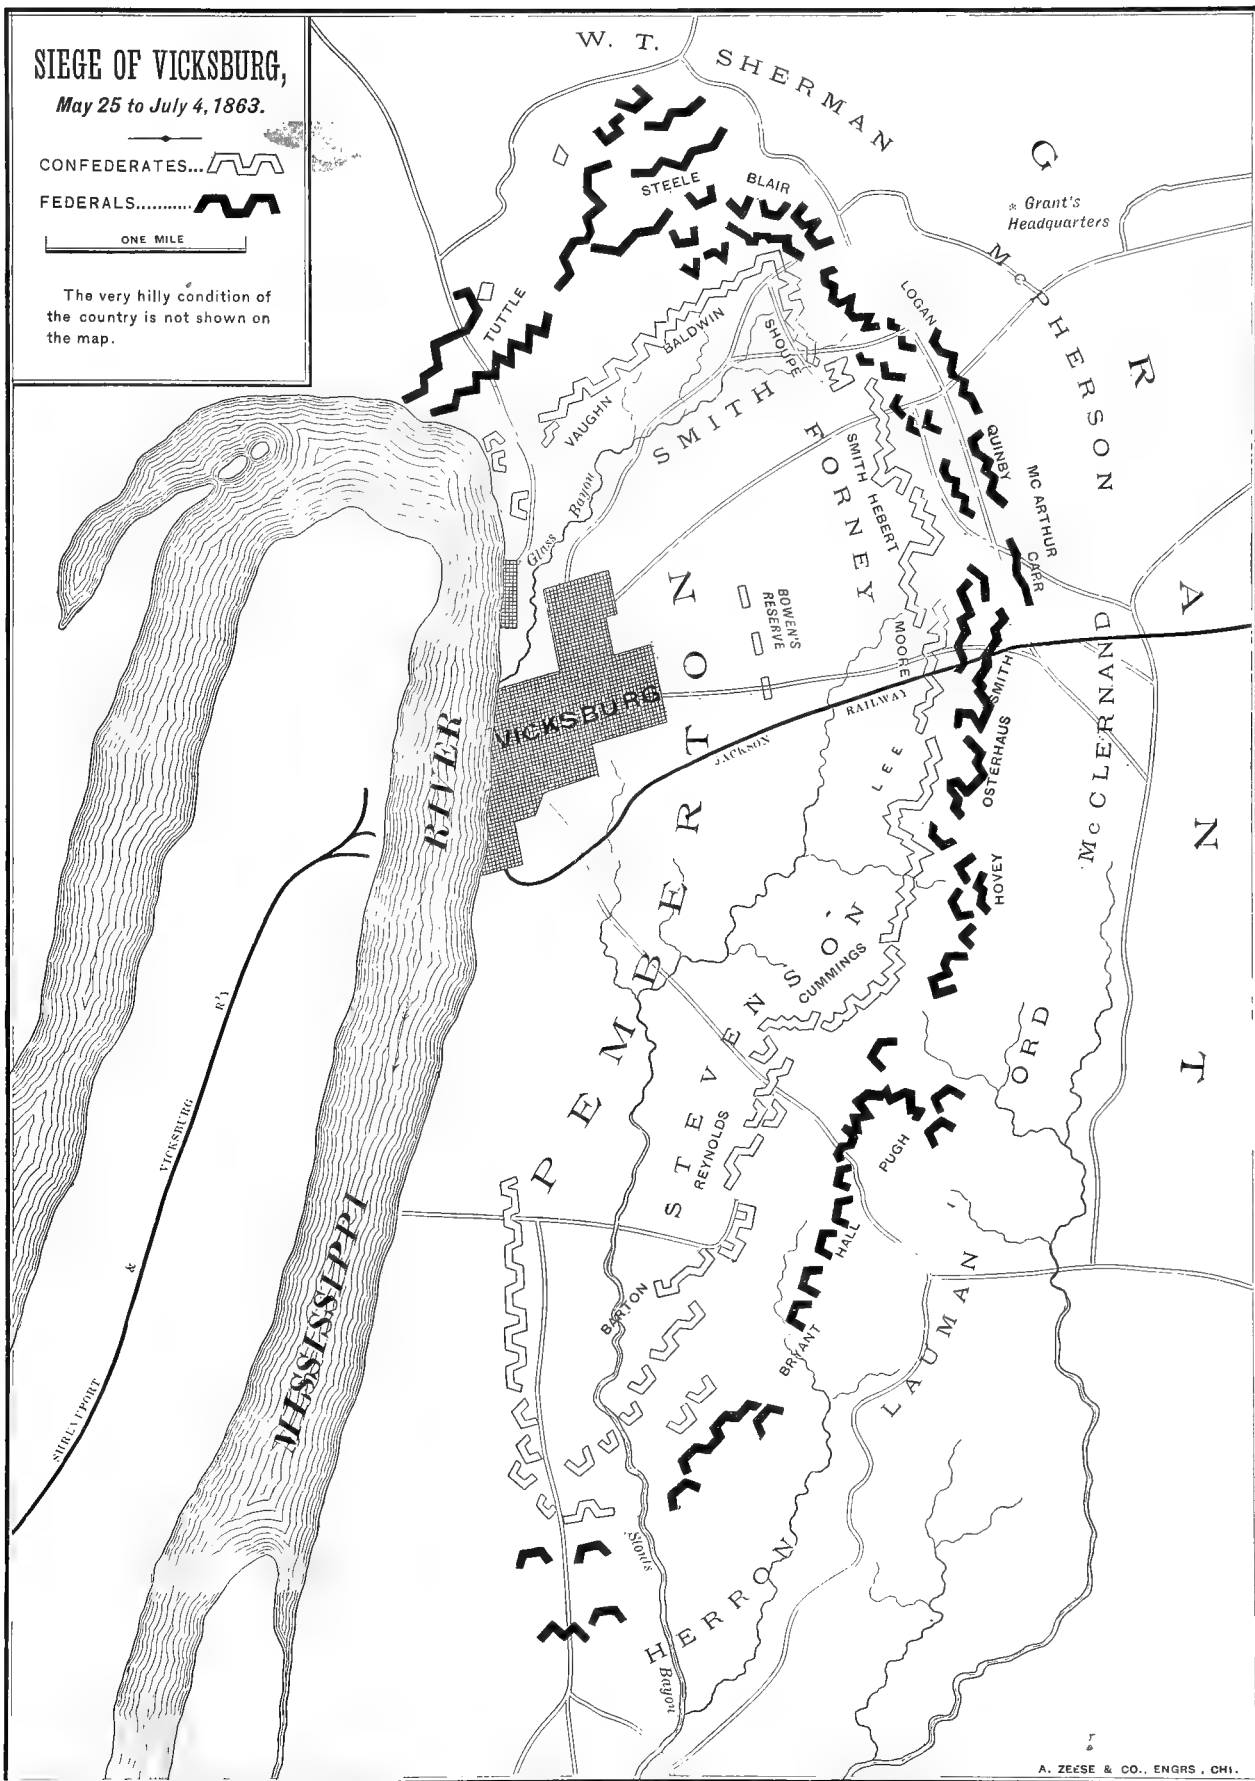 SIEGE OF VICKSBURG,
May 25 to July 4, 1863.
CONFEDERATES...
FEDERALS...........
ONE MILE
The very hilly condition of
the country is not shown on
the map.
W. T. SHERMAN
GRANT
* Grant's
Headquarters
McPHERSON
STEELE
BLAIR
TUTTLE
LOGAN
BALDWIN
SHOUPE
VAUGHN
M. SMITH
FORNEY
SMITH
HEBERT
QUINBY
MC ARTHUR
CARR
Glass Bayou
BOWEN'S
RESERVE
MOORE
SMITH
McCLERNAND
VICKSBURG
JACKSON RAILWAY
OSTERHAUS
LEE
HOVEY
PEMBERTON
STEVENSON
CUMMINGS
ORD
REYNOLDS
PUGH
HALL
BARTON
BRYANT
LAUMAN
HERRON
Stouts Bayou
MISSISSIPPI RIVER
SHREVEPORT & VICKSBURG R'Y
A. ZEESE & CO., ENGRS, CHI.